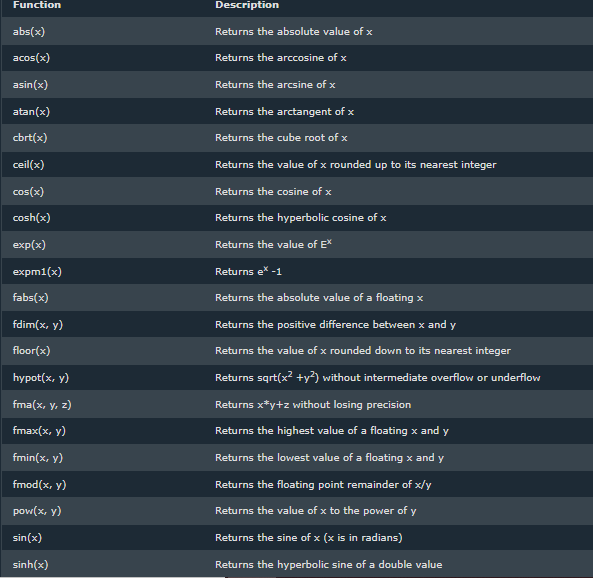 Function Description
abs(x) Returns the absolute value of x
acos(x) Returns the arccosine of x
asin(x) Returns the arcsine of x
atan(x) Returns the arctangent of x
cbrt(x) Returns the cube root of x
ceil(x) Returns the value of x rounded up to its nearest integer
cos(x) Returns the cosine of x
cosh(x) Returns the hyperbolic cosine of x
exp(x) Returns the value of Eˣ
expm1(x) Returns eˣ -1
fabs(x) Returns the absolute value of a floating x
fdim(x, y) Returns the positive difference between x and y
floor(x) Returns the value of x rounded down to its nearest integer
hypot(x, y) Returns sqrt(x² +y²) without intermediate overflow or underflow
fma(x, y, z) Returns x*y+z without losing precision
fmax(x, y) Returns the highest value of a floating x and y
fmin(x, y) Returns the lowest value of a floating x and y
fmod(x, y) Returns the floating point remainder of x/y
pow(x, y) Returns the value of x to the power of y
sin(x) Returns the sine of x (x is in radians)
sinh(x) Returns the hyperbolic sine of a double value